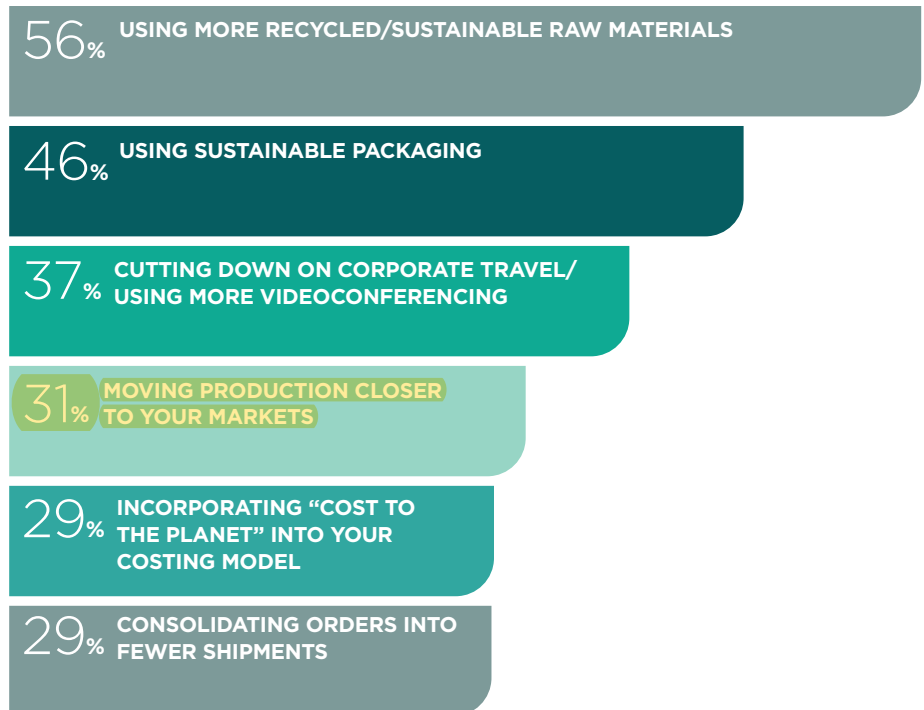 56% USING MORE RECYCLED/SUSTAINABLE RAW MATERIALS
46% USING SUSTAINABLE PACKAGING
37% CUTTING DOWN ON CORPORATE TRAVEL/
USING MORE VIDEOCONFERENCING
31% MOVING PRODUCTION CLOSER
TO YOUR MARKETS
29% INCORPORATING “COST TO
THE PLANET” INTO YOUR
COSTING MODEL
29% CONSOLIDATING ORDERS INTO
FEWER SHIPMENTS